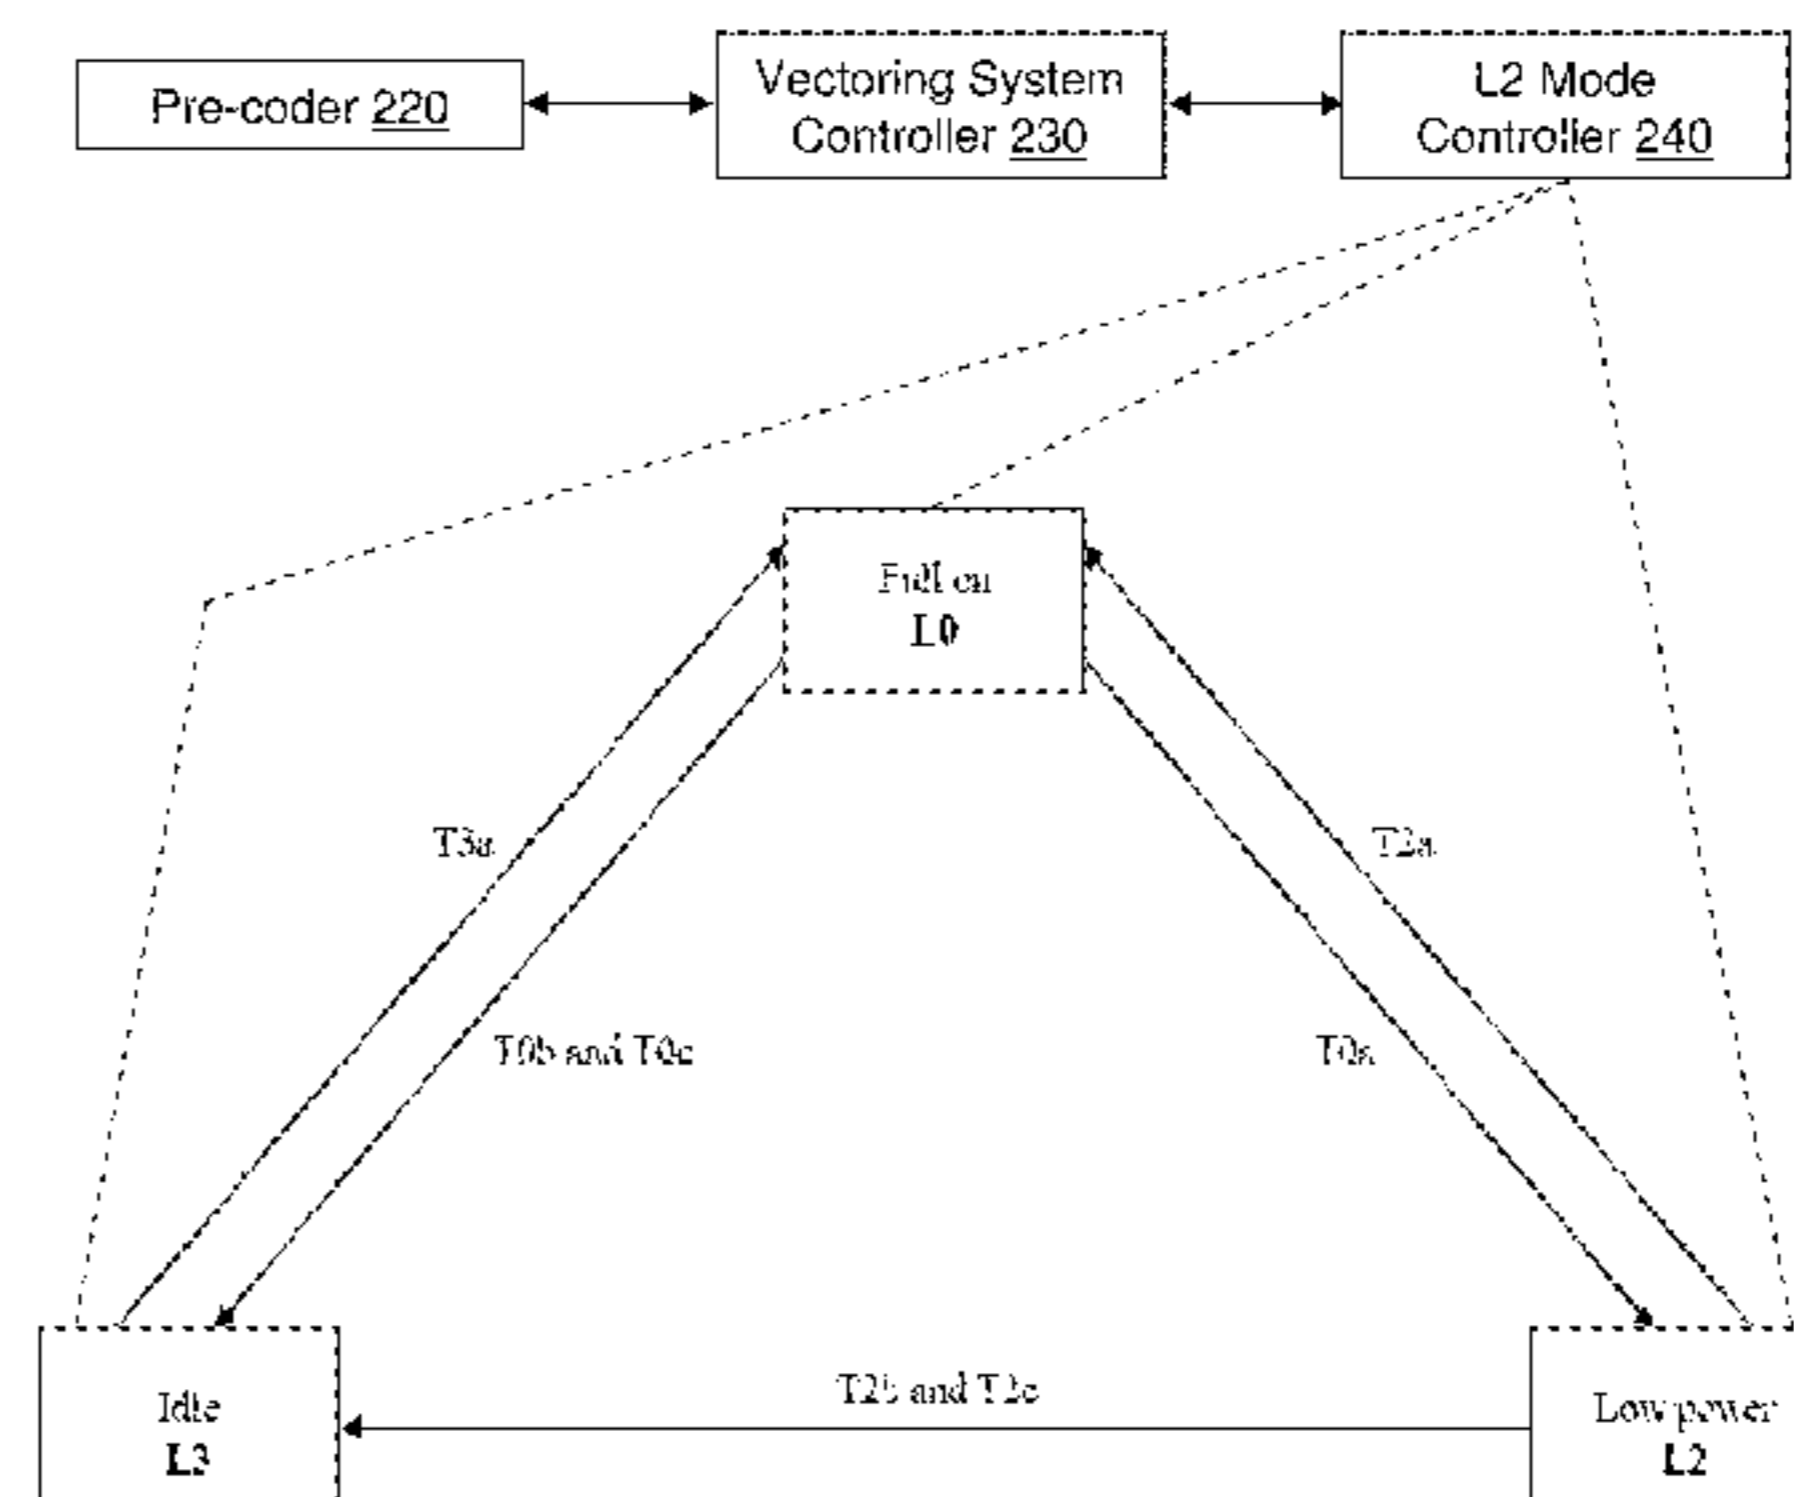 Pre-coder 220
Vectoring System
Controller 230
L2 Mode
Controller 240
Full on
L0
T3a
T2a
T0b and T0c
T0a
T2b and T2c
Idle
L3
Low power
L2